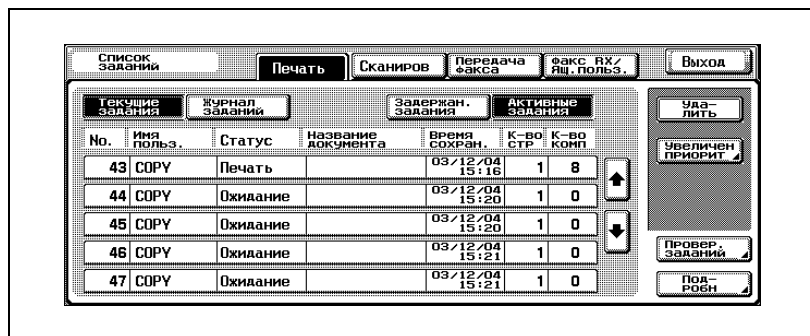 Список заданий
Печать
Сканиров
Передача факса
Факс RX/ Ящ.польз.
Выход
Текущие задания
Журнал заданий
Задержан. задания
Активные задания
Уда-лить
No. Имя польз. Статус Название документа Время сохран. К-во стр К-во комп
Увеличен приорит
43 COPY Печать 03/12/04 15:16 1 8
44 COPY Ожидание 03/12/04 15:20 1 0
45 COPY Ожидание 03/12/04 15:20 1 0
46 COPY Ожидание 03/12/04 15:21 1 0
Провер. заданий
47 COPY Ожидание 03/12/04 15:21 1 0
Под-робн